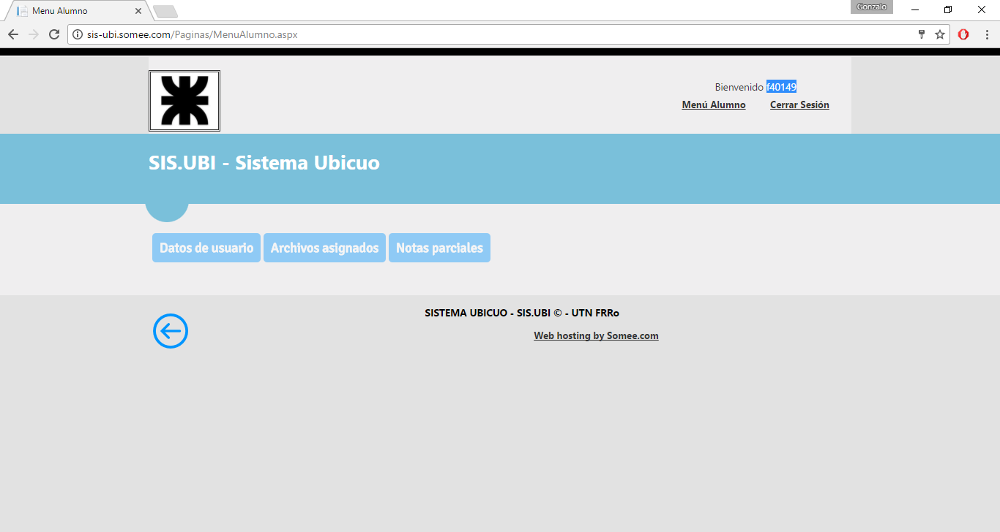 Menu Alumno
Gonzalo
sis-ubi.somee.com/Paginas/MenuAlumno.aspx
Bienvenido f40149
Menú Alumno Cerrar Sesión
SIS.UBI - Sistema Ubicuo
Datos de usuario Archivos asignados Notas parciales
SISTEMA UBICUO - SIS.UBI © - UTN FRRo
Web hosting by Somee.com